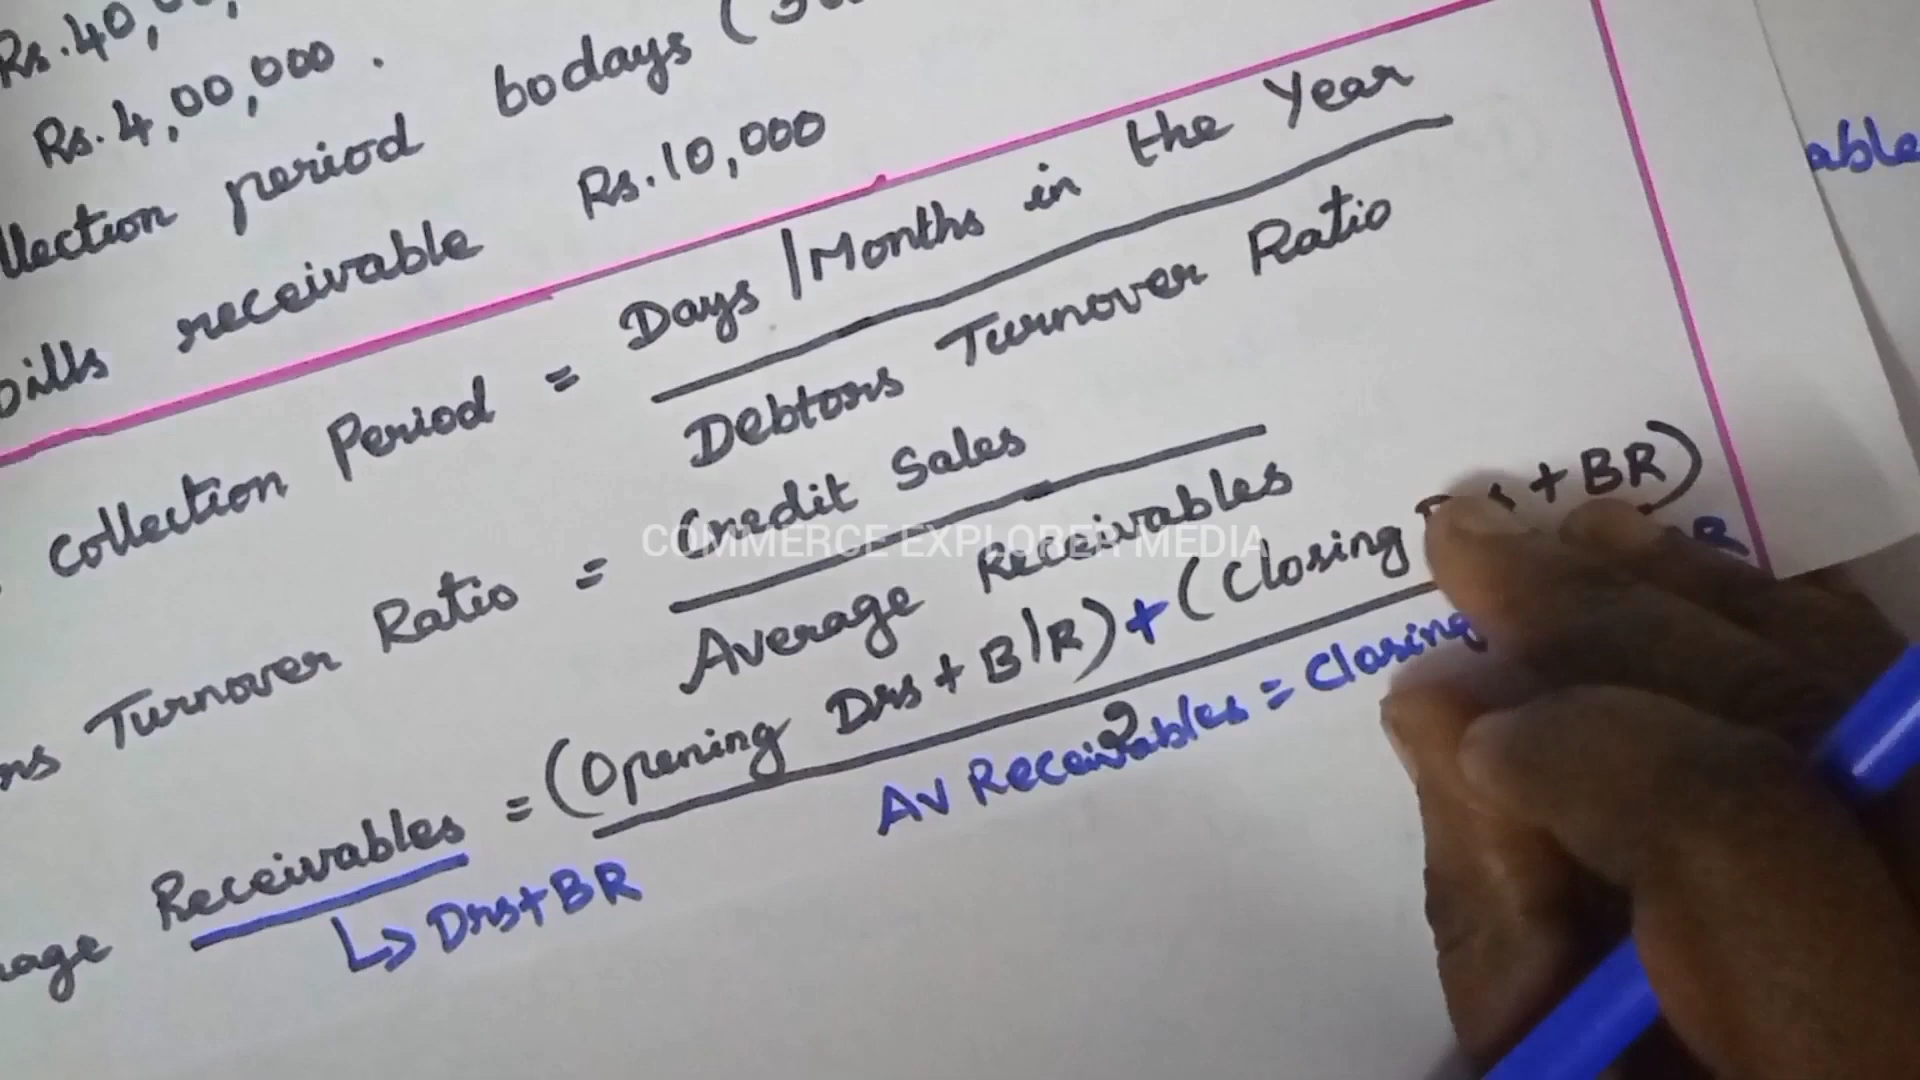 Rs.40,
Rs.4,00,000.
llection period 60days (3
bills receivable Rs.10,000
Collection Period = Days/Months in the Year
Debtors Turnover Ratio
Turnover Ratio = Credit Sales
Average Receivables
Receivables = (Opening Drs+B/R)+(Closing +BR)
2
Av Receivables = Closing
↳ Drs+BR
able
COMMERCE EXPLORER MEDIA